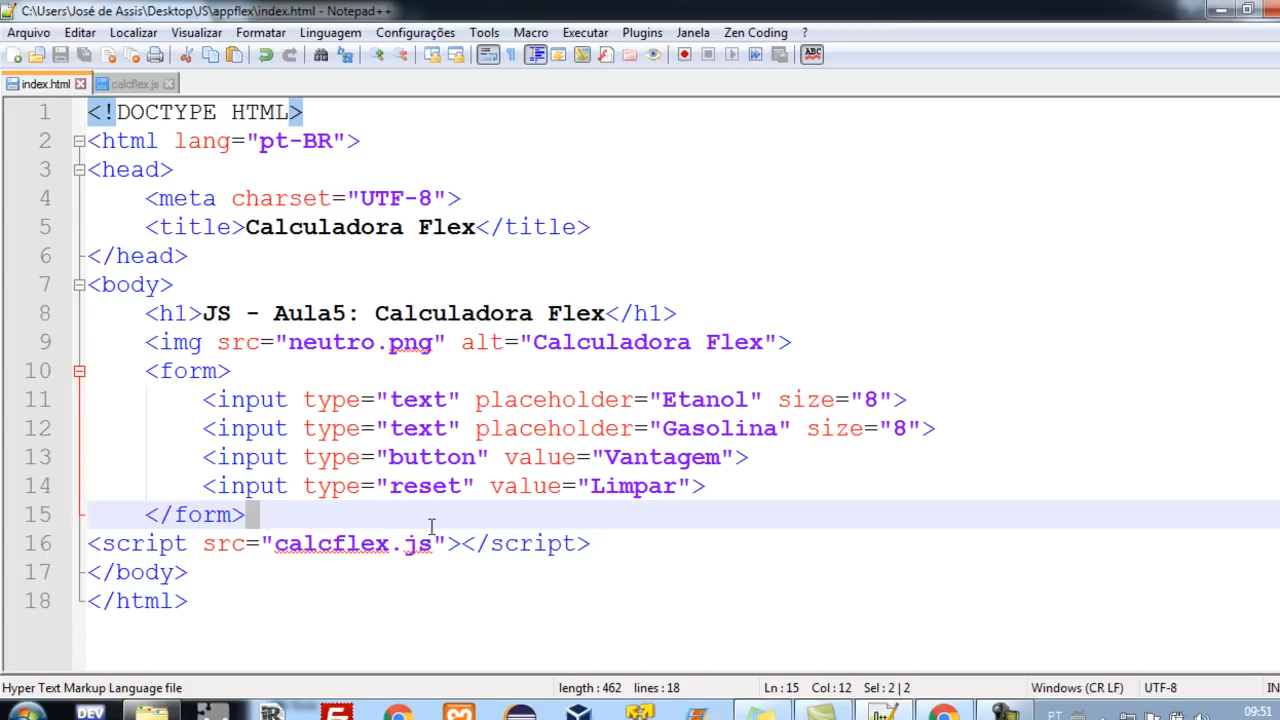 C:\Users\José de Assis\Desktop\JS\appflex\index.html - Notepad++
Arquivo Editar Localizar Visualizar Formatar Linguagem Configurações Tools Macro Executar Plugins Janela Zen Coding ?
ABC
index.html calcflex.js
1 <!DOCTYPE HTML>
2 <html lang="pt-BR">
3 <head>
4 <meta charset="UTF-8">
5 <title>Calculadora Flex</title>
6 </head>
7 <body>
8 <h1>JS - Aula5: Calculadora Flex</h1>
9 <img src="neutro.png" alt="Calculadora Flex">
10 <form>
11 <input type="text" placeholder="Etanol" size="8">
12 <input type="text" placeholder="Gasolina" size="8">
13 <input type="button" value="Vantagem">
14 <input type="reset" value="Limpar">
15 </form>
16 <script src="calcflex.js"></script>
17 </body>
18 </html>
Hyper Text Markup Language file length : 462 lines : 18 Ln : 15 Col : 12 Sel : 2 | 2 Windows (CR LF) UTF-8 IN
DEV PT 09:51